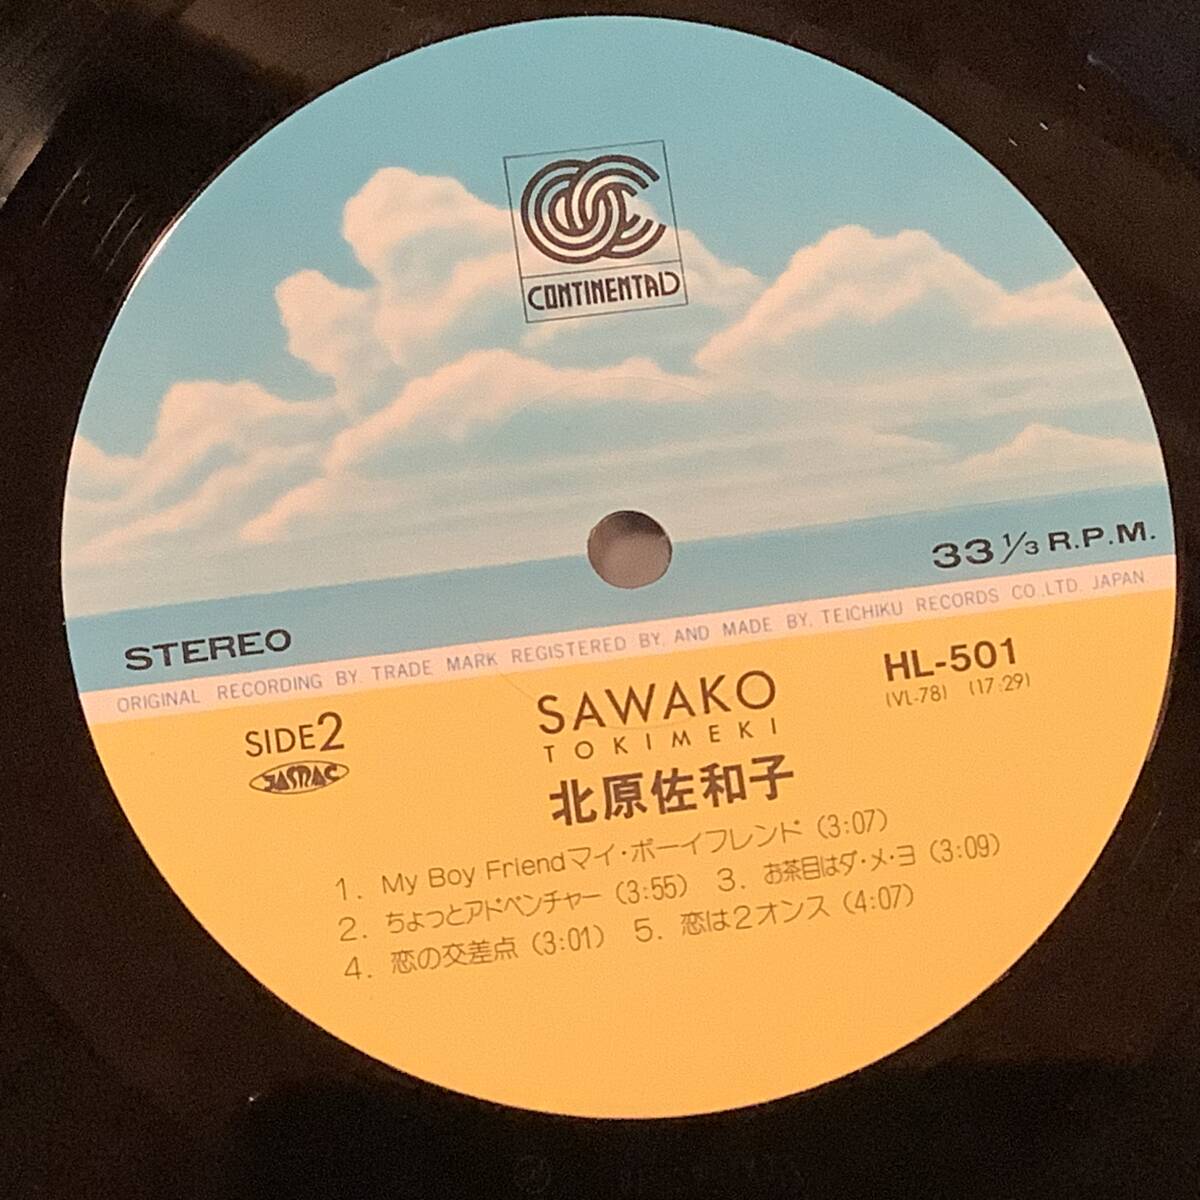 CONTINENTAL
33 1/3 R.P.M.
STEREO
ORIGINAL RECORDING BY. TRADE MARK REGISTERED BY, AND MADE BY, TEICHIKU RECORDS CO.,LTD. JAPAN.
SIDE2
JASRAC
SAWAKO
TOKIMEKI
北原佐和子
HL-501
(VL-78) (17:29)
1. My Boy Friendマイ・ボーイフレンド (3:07)
2. ちょっとアドベンチャー (3:55) 3. お茶目はダ・メ・ヨ (3:09)
4. 恋の交差点 (3:01) 5. 恋は2オンス (4:07)